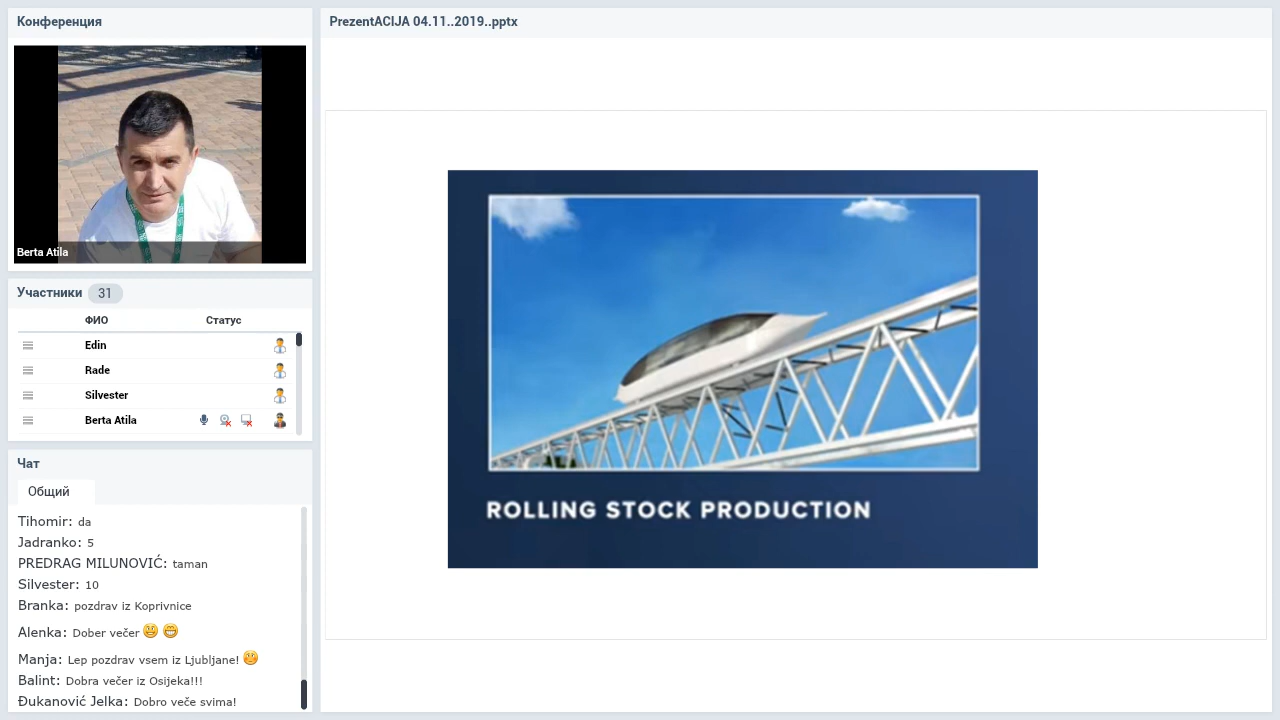 Конференция
Berta Atila
Участники 31
ФИО Статус
Edin
Rade
Silvester
Berta Atila
Чат
Общий
Tihomir: da
Jadranko: 5
PREDRAG MILUNOVIĆ: taman
Silvester: 10
Branka: pozdrav iz Koprivnice
Alenka: Dober večer
Manja: Lep pozdrav vsem iz Ljubljane!
Balint: Dobra večer iz Osijeka!!!
Đukanović Jelka: Dobro veče svima!
PrezentACIJA 04.11..2019..pptx
ROLLING STOCK PRODUCTION